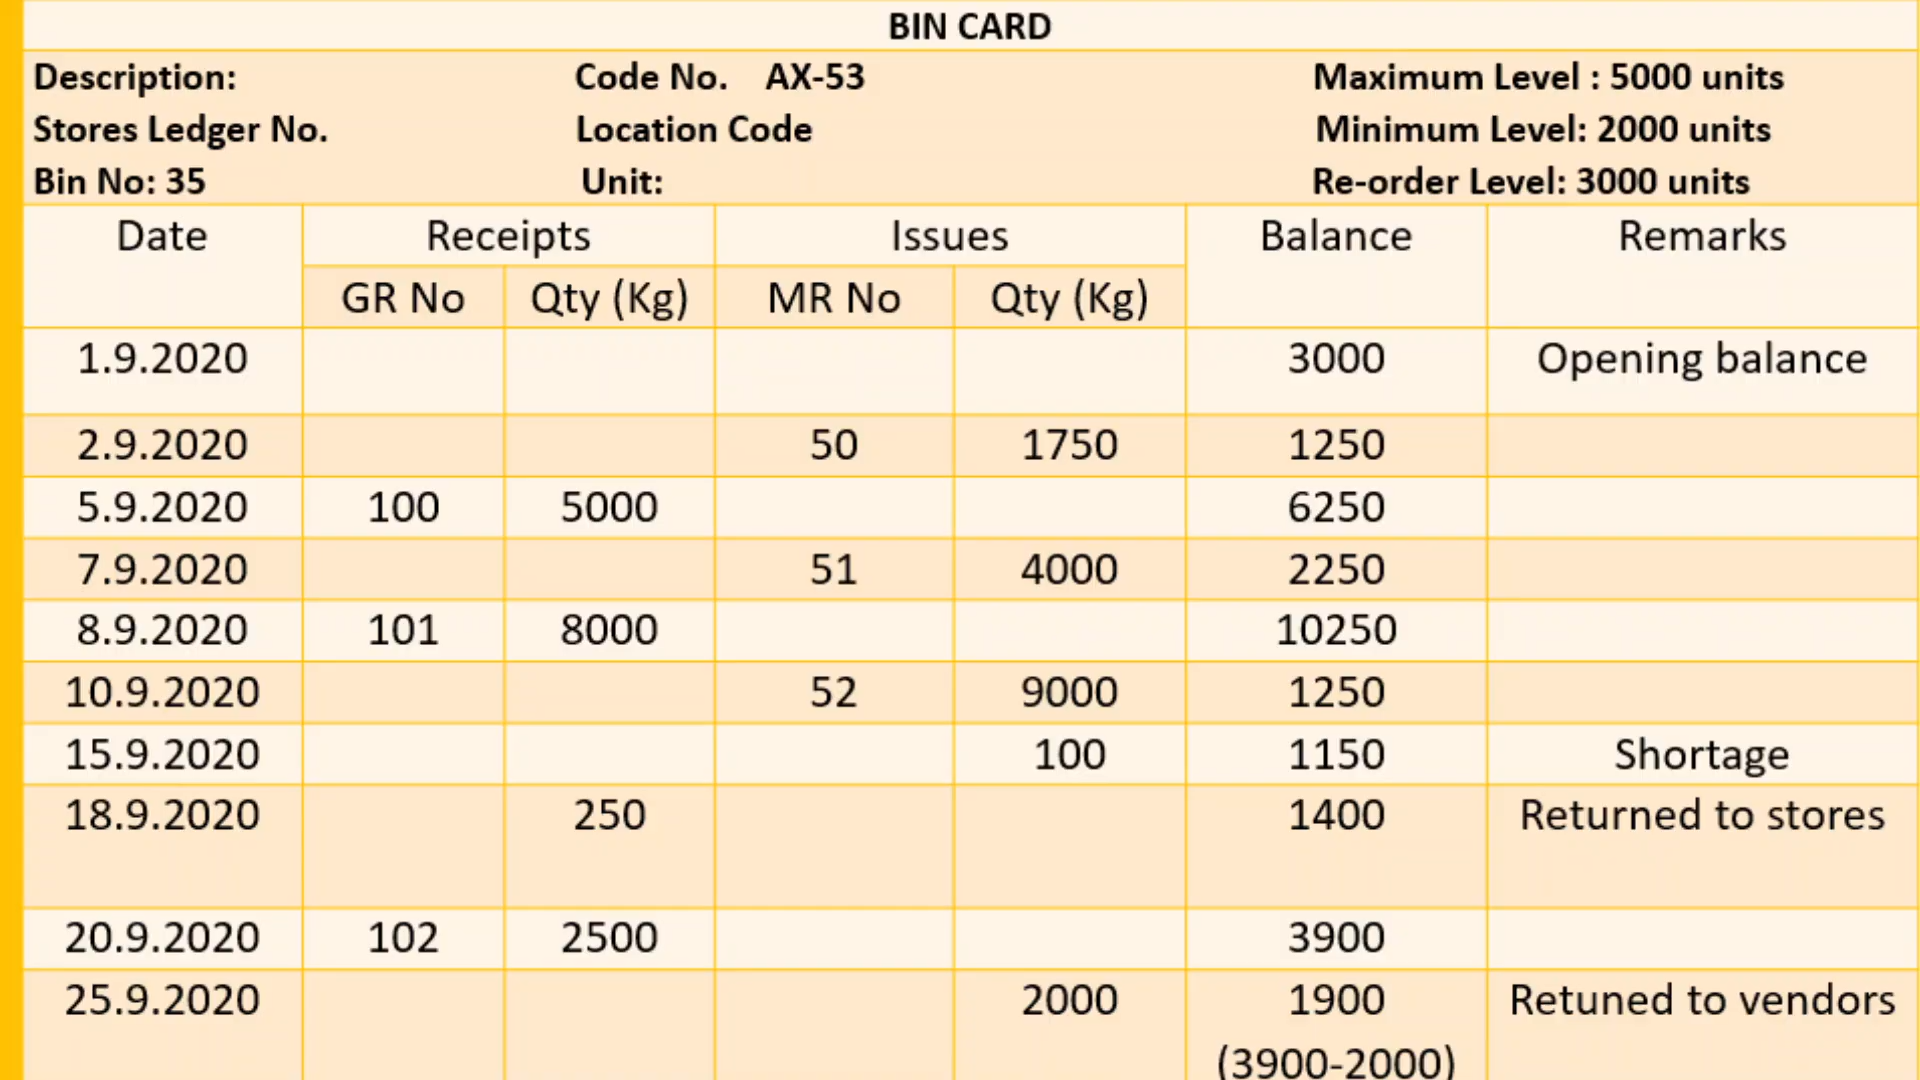 BIN CARD
Description: Code No. AX-53 Maximum Level : 5000 units
Stores Ledger No. Location Code Minimum Level: 2000 units
Bin No: 35 Unit: Re-order Level: 3000 units
Date Receipts Issues Balance Remarks
GR No Qty (Kg) MR No Qty (Kg)
1.9.2020 3000 Opening balance
2.9.2020 50 1750 1250
5.9.2020 100 5000 6250
7.9.2020 51 4000 2250
8.9.2020 101 8000 10250
10.9.2020 52 9000 1250
15.9.2020 100 1150 Shortage
18.9.2020 250 1400 Returned to stores
20.9.2020 102 2500 3900
25.9.2020 2000 1900 Retuned to vendors
(3900-2000)